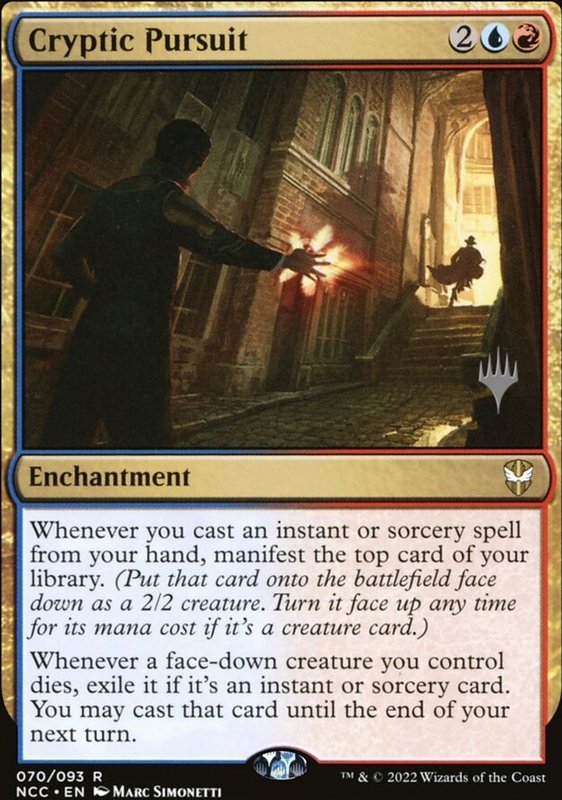 Cryptic Pursuit 2
Enchantment
Whenever you cast an instant or sorcery spell
from your hand, manifest the top card of your
library. (Put that card onto the battlefield face
down as a 2/2 creature. Turn it face up any time
for its mana cost if it's a creature card.)
Whenever a face-down creature you control
dies, exile it if it's an instant or sorcery card.
You may cast that card until the end of your
next turn.
070/093 R
NCC • EN Marc Simonetti
™ & © 2022 Wizards of the Coast